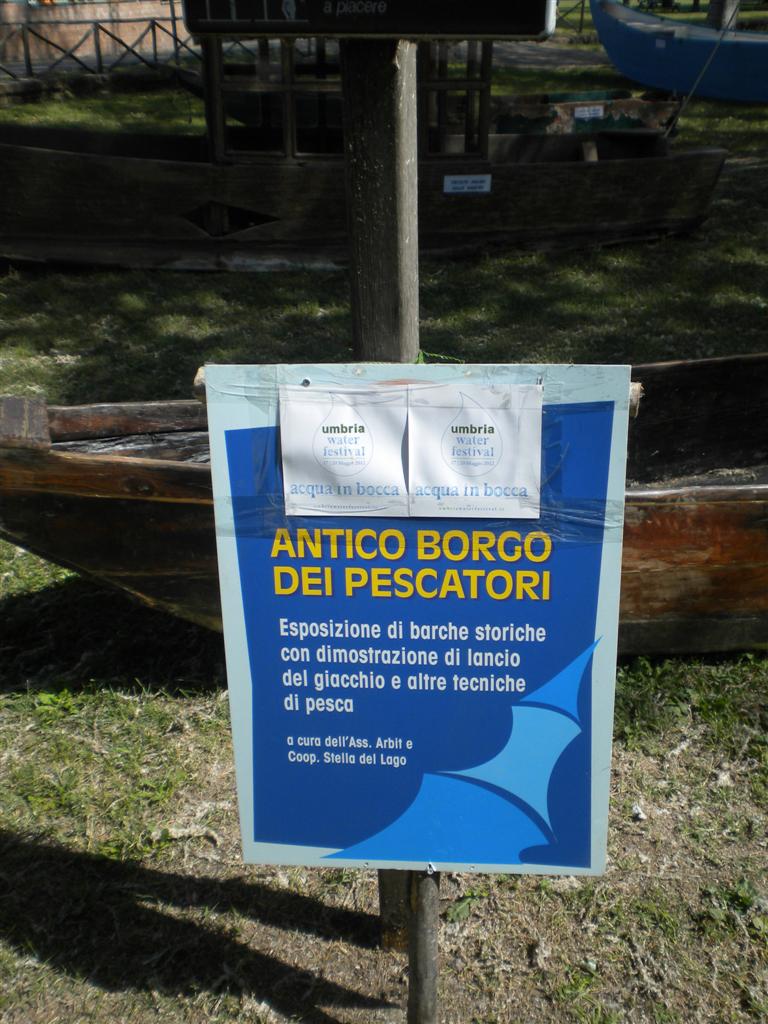 a piacere
umbria
water
festival
acqua in bocca
umbria
water
festival
acqua in bocca
ANTICO BORGO
DEI PESCATORI
Esposizione di barche storiche
con dimostrazione di lancio
del giacchio e altre tecniche
di pesca
a cura dell'Ass. Arbit e
Coop. Stella del Lago